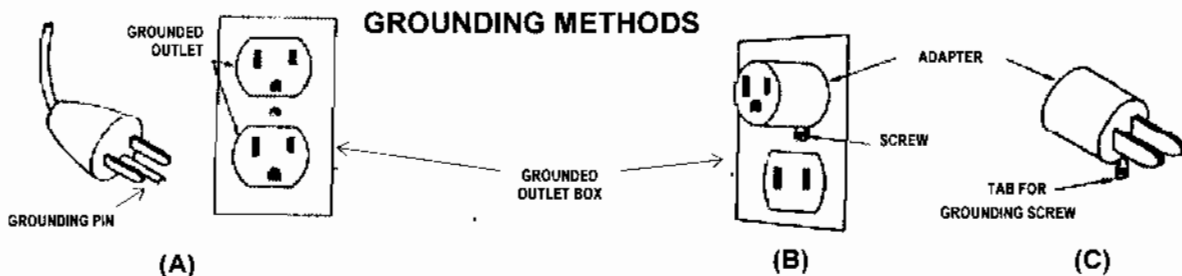 GROUNDING METHODS
GROUNDED
OUTLET
GROUNDING PIN
(A)
GROUNDED
OUTLET BOX
ADAPTER
SCREW
(B)
TAB FOR
GROUNDING SCREW
(C)